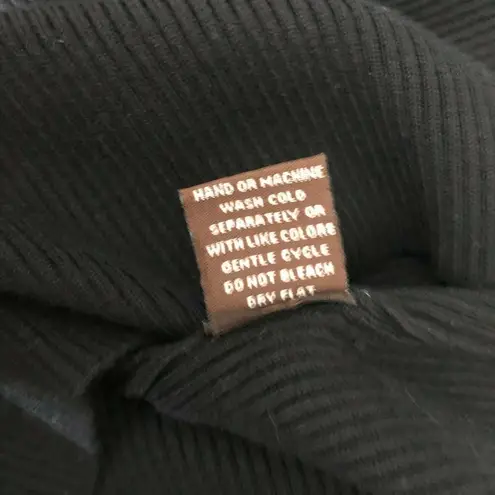 HAND OR MACHINE
WASH COLD
SEPARATELY OR
WITH LIKE COLORS
GENTLE CYCLE
DO NOT BLEACH
DRY FLAT